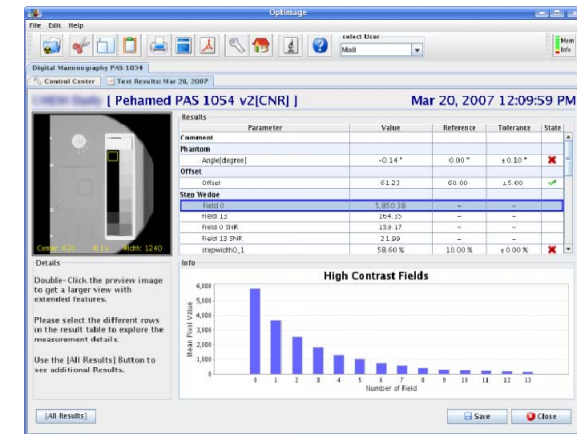 Optimage
File Edit Help
Select User
Moll
Mem
Info
Digital Mammography PAS 1054
Control Center Test Results: Mar 20, 2007
[ Pehamed PAS 1054 v2[CNR] ] Mar 20, 2007 12:09:59 PM
Results
Parameter Value Reference Tolerance State
Comment
Phantom
Angle[degree] -0.14 ° 0.00 ° ±0.10 °
Offset
Offset 61.23 60.00 ±5.00
Step Wedge
Field 0 5,850.38 – –
Field 13 164.35 – –
Field 0 SNR 139.17 – –
Field 13 SNR 21.99 – –
stepwidth0_1 58.60 % 10.00 % ±0.00 %
Center: 620 0.1x Width: 1240
Details
Double-Click the preview image
to get a larger view with
extended features.
Please select the different rows
in the result table to explore the
measurement details.
Use the [All Results] Button to
see additional Results.
Info
High Contrast Fields
Mean Pixel Value
6,000
5,000
4,000
3,000
2,000
1,000
0
0 1 2 3 4 5 6 7 8 9 10 11 12 13
Number of Field
[All Results] Save Close